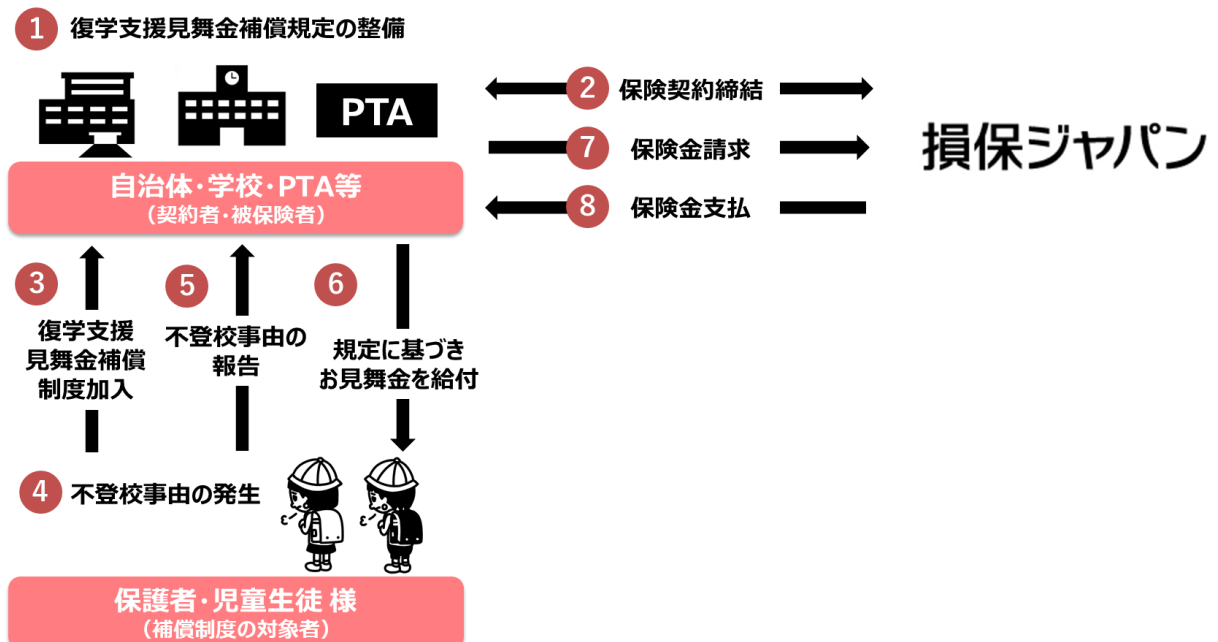 1 復学支援見舞金補償規定の整備
PTA
自治体・学校・PTA等
（契約者・被保険者）
2 保険契約締結
7 保険金請求
8 保険金支払
損保ジャパン
3
復学支援
見舞金補償
制度加入
5
不登校事由の
報告
6
規定に基づき
お見舞金を給付
4 不登校事由の発生
保護者・児童生徒 様
（補償制度の対象者）